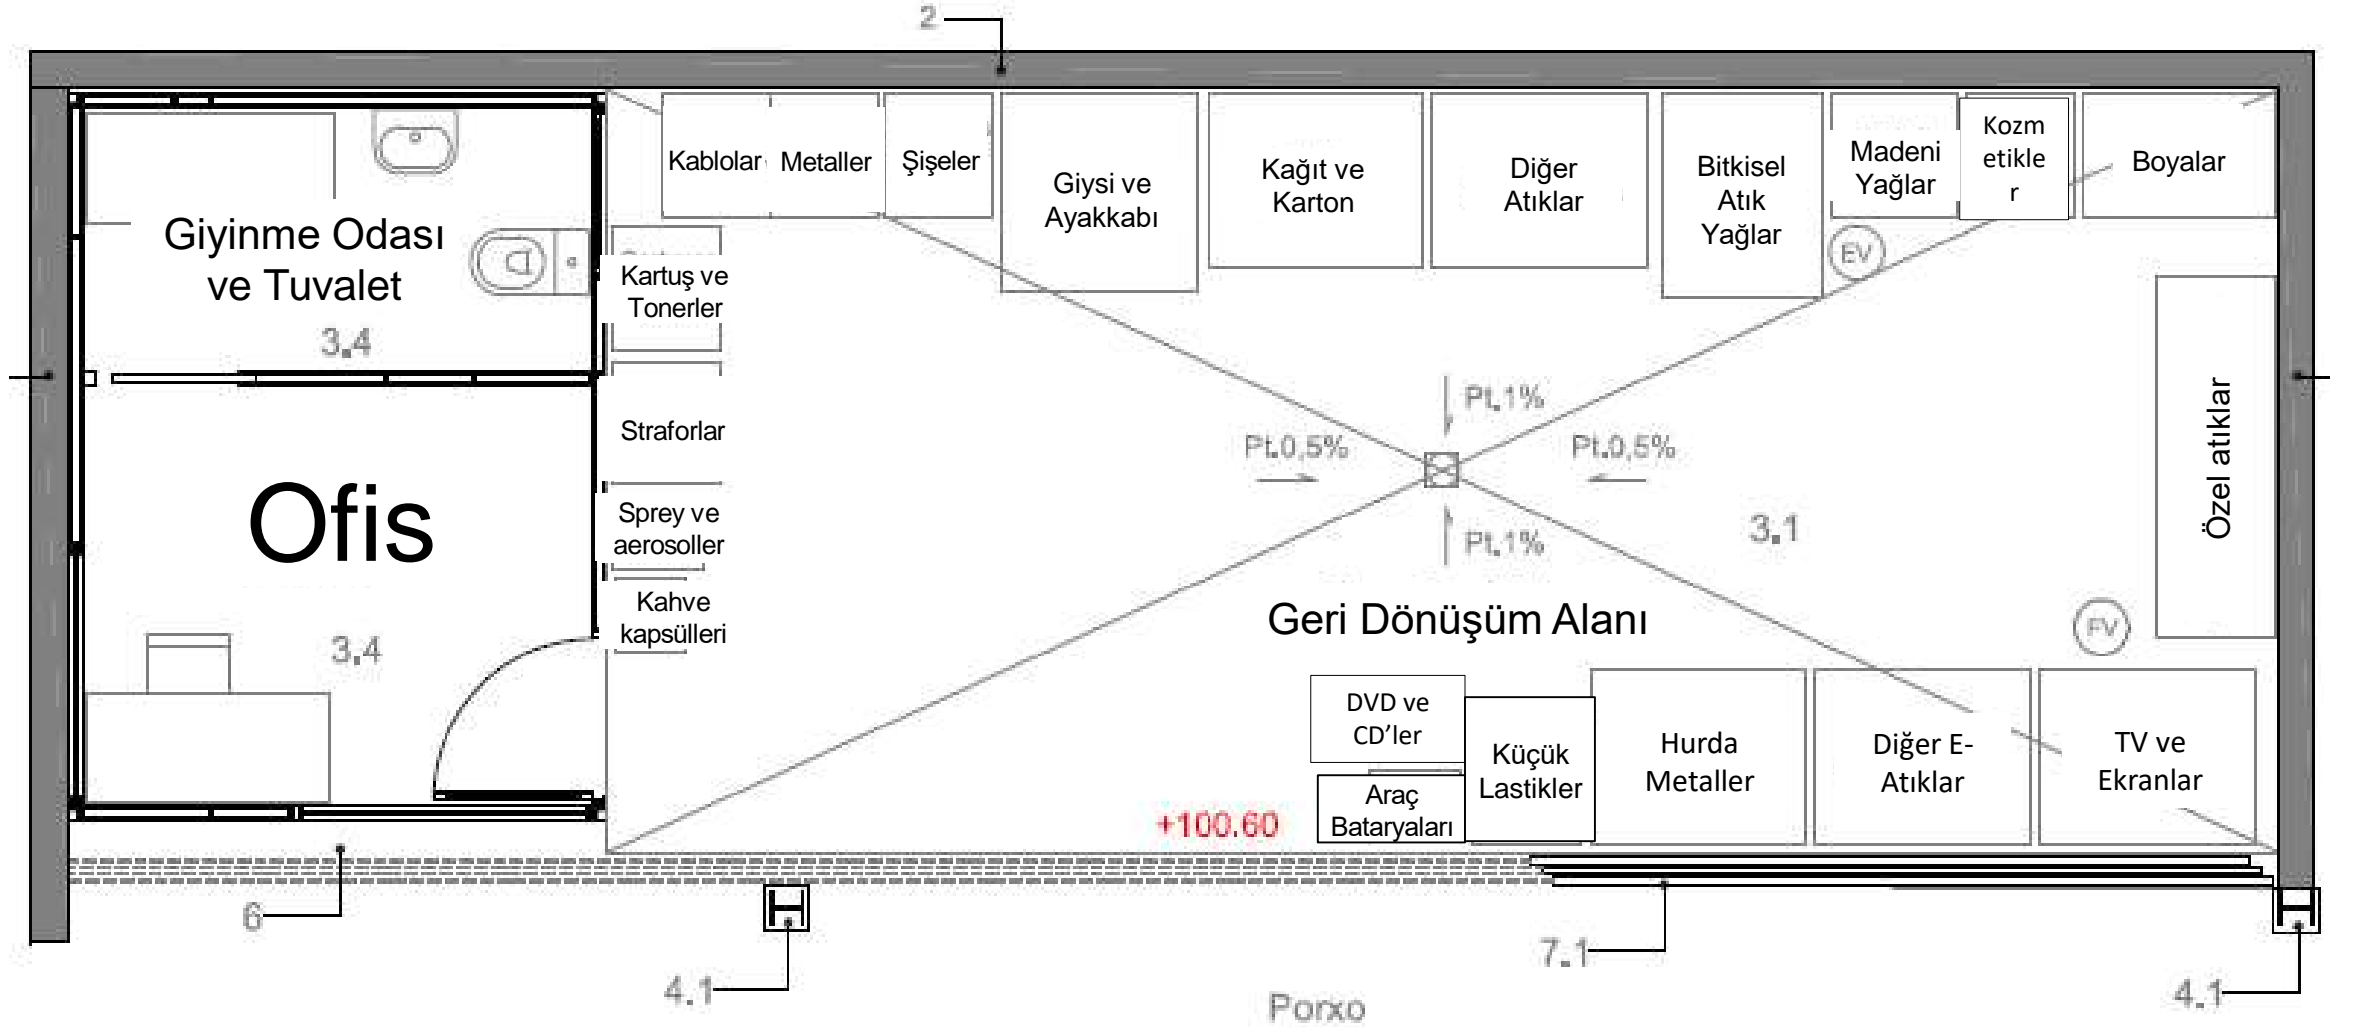 2
Kablolar
Metaller
Şişeler
Giysi ve
Ayakkabı
Kağıt ve
Karton
Diğer
Atıklar
Bitkisel
Atık
Yağlar
Madeni
Yağlar
Kozm
etikle
r
Boyalar
EV
Giyinme Odası
ve Tuvalet
3.4
Kartuş ve
Tonerler
Straforlar
Sprey ve
aerosoller
Kahve
kapsülleri
Ofis
3.4
Pt.1%
Pt.0,5%
Pt.0,5%
Pt.1%
3.1
Özel atıklar
Geri Dönüşüm Alanı
FV
DVD ve
CD’ler
Araç
Bataryaları
Küçük
Lastikler
Hurda
Metaller
Diğer E-
Atıklar
TV ve
Ekranlar
+100.60
6
4.1
7.1
4.1
Porxo